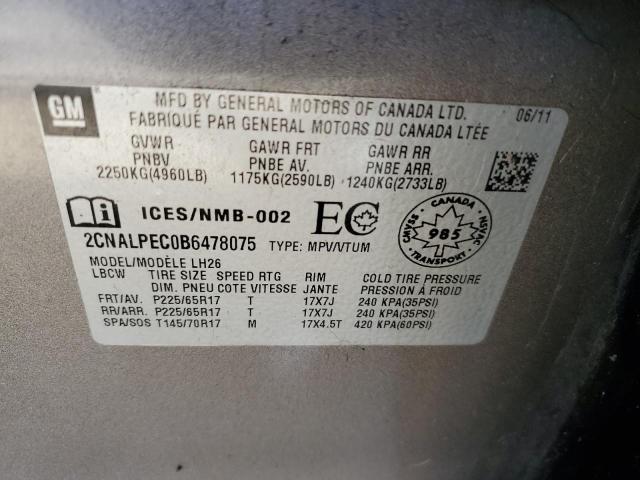 GM
MFD BY GENERAL MOTORS OF CANADA LTD. 06/11
FABRIQUÉ PAR GENERAL MOTORS DU CANADA LTÉE
GVWR GAWR FRT GAWR RR
PNBV PNBE AV. PNBE ARR.
2250KG(4960LB) 1175KG(2590LB) 1240KG(2733LB)
i ICES/NMB-002 EC
CANADA
CMVSS 985 NSVAC
TRANSPORT
2CNALPEC0B6478075 TYPE: MPV/VTUM
MODEL/MODÈLE LH26
LBCW TIRE SIZE SPEED RTG RIM COLD TIRE PRESSURE
DIM. PNEU COTE VITESSE JANTE PRESSION À FROID
FRT/AV. P225/65R17 T 17X7J 240 KPA(35PSI)
RR/ARR. P225/65R17 T 17X7J 240 KPA(35PSI)
SPA/SOS T145/70R17 M 17X4.5T 420 KPA(60PSI)